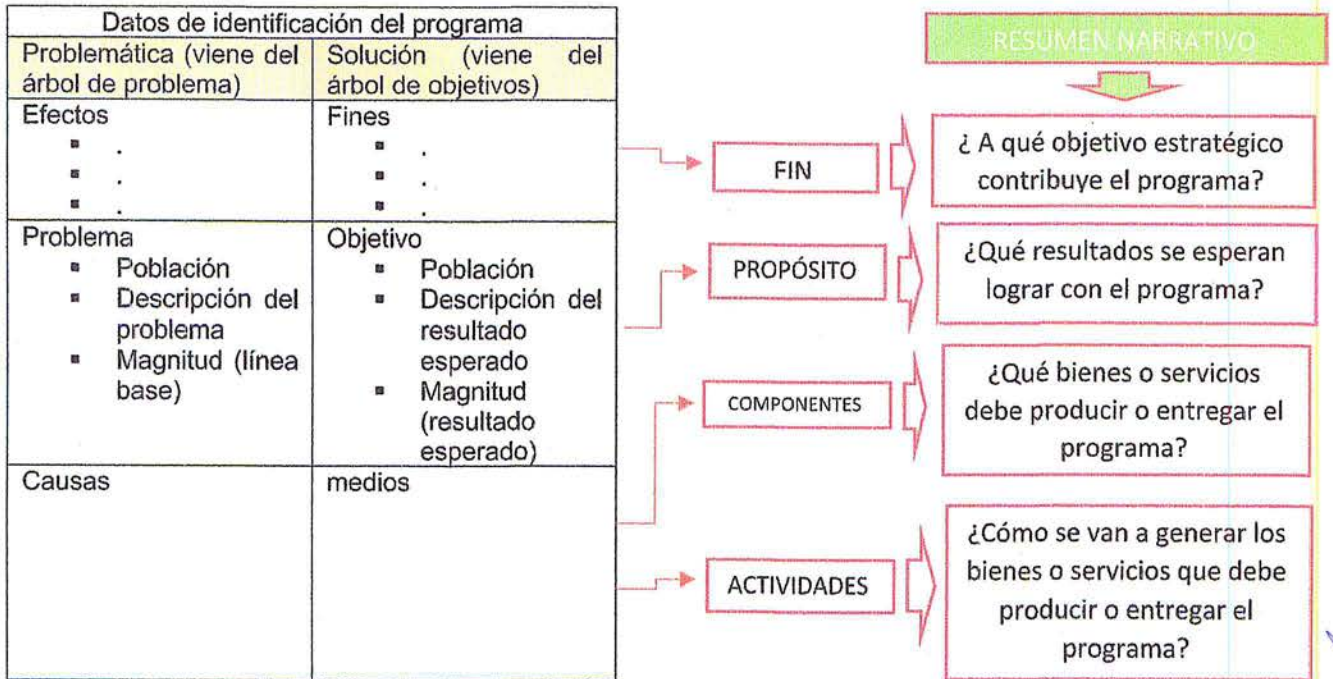 Datos de identificación del programa
Problemática (viene del
árbol de problema)
Solución (viene del
árbol de objetivos)
Efectos
▪ .
▪ .
▪ .
Fines
▪ .
▪ .
▪ .
Problema
▪ Población
▪ Descripción del
problema
▪ Magnitud (línea
base)
Objetivo
▪ Población
▪ Descripción del
resultado
esperado
▪ Magnitud
(resultado
esperado)
Causas
medios
RESUMEN NARRATIVO
FIN
¿ A qué objetivo estratégico
contribuye el programa?
PROPÓSITO
¿Qué resultados se esperan
lograr con el programa?
COMPONENTES
¿Qué bienes o servicios
debe producir o entregar el
programa?
ACTIVIDADES
¿Cómo se van a generar los
bienes o servicios que debe
producir o entregar el
programa?